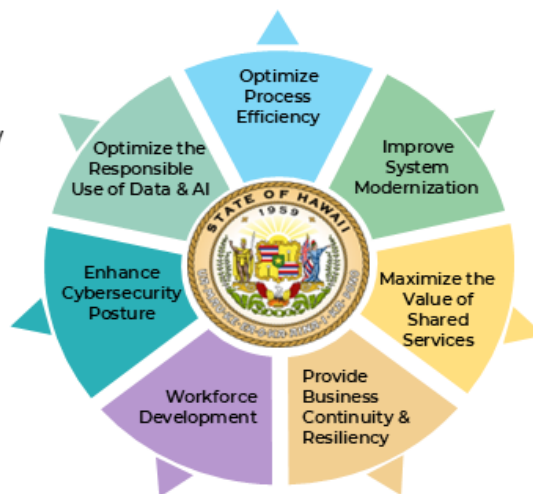 Optimize
Process
Efficiency
Improve
System
Modernization
Maximize the
Value of
Shared
Services
Provide
Business
Continuity &
Resiliency
Workforce
Development
Enhance
Cybersecurity
Posture
Optimize the
Responsible
Use of Data & AI
STATE OF HAWAII
1959